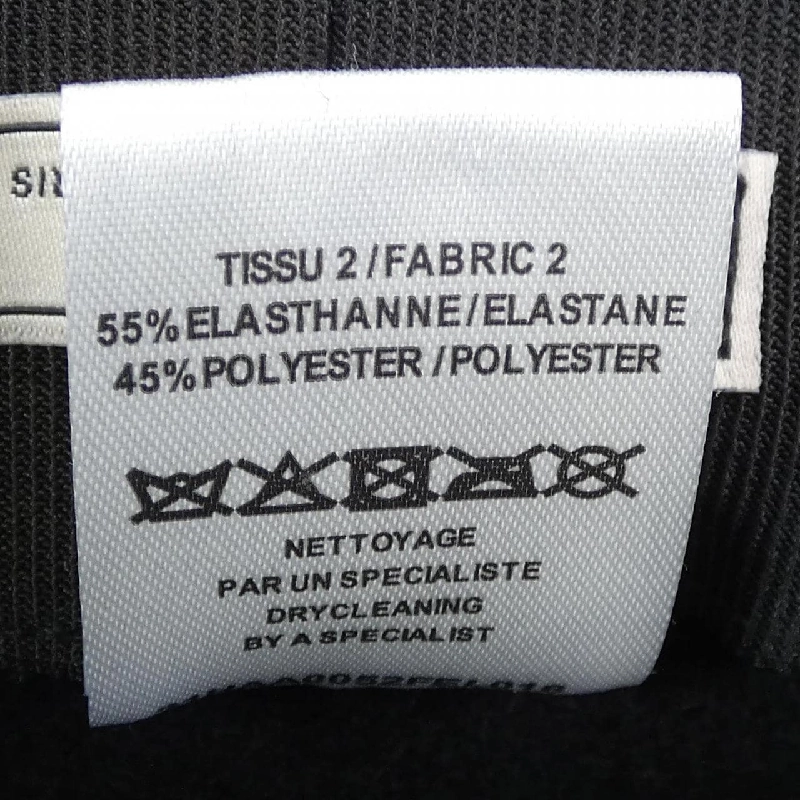 TISSU 2 / FABRIC 2
55% ELASTHANNE / ELASTANE
45% POLYESTER / POLYESTER
NETTOYAGE
PAR UN SPECIALISTE
DRYCLEANING
BY A SPECIALIST